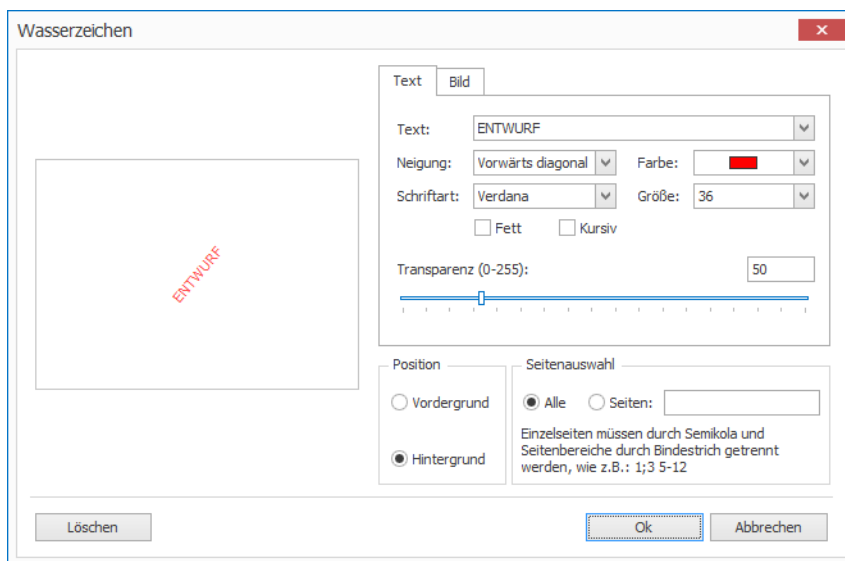 Wasserzeichen
Text Bild
Text: ENTWURF
Neigung: Vorwärts diagonal Farbe:
Schriftart: Verdana Größe: 36
Fett Kursiv
ENTWURF
Transparenz (0-255): 50
Position
Vordergrund
Hintergrund
Seitenauswahl
Alle Seiten:
Einzelseiten müssen durch Semikola und
Seitenbereiche durch Bindestrich getrennt
werden, wie z.B.: 1;3 5-12
Löschen Ok Abbrechen